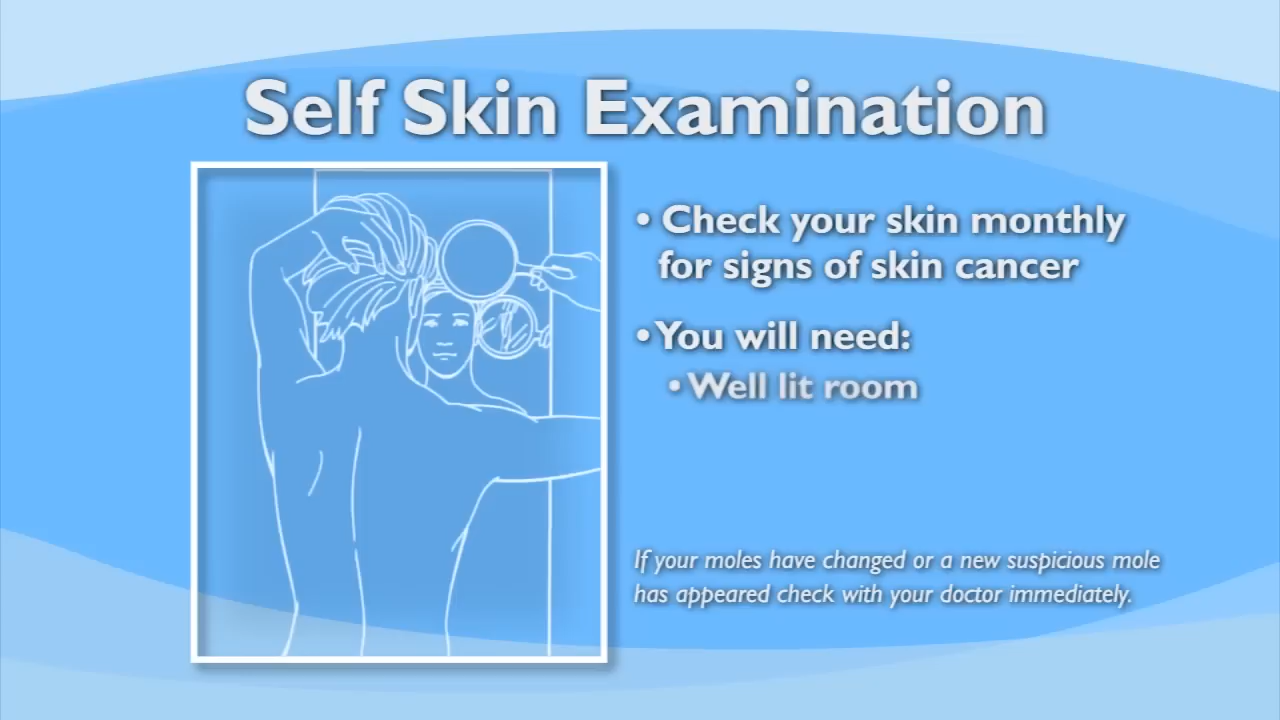 Self Skin Examination
• Check your skin monthly
for signs of skin cancer
• You will need:
• Well lit room
If your moles have changed or a new suspicious mole
has appeared check with your doctor immediately.